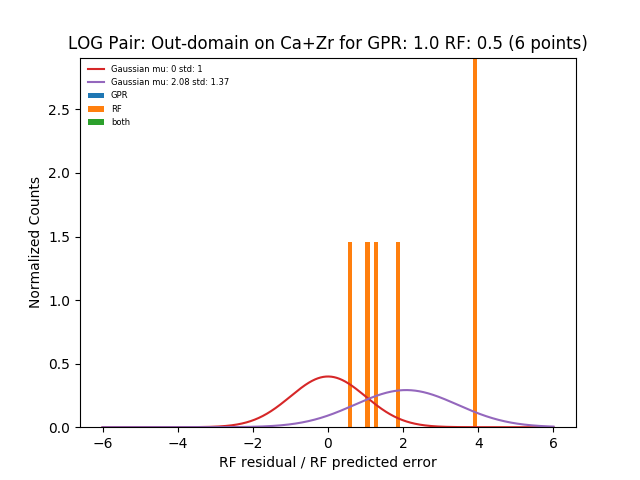 LOG Pair: Out-domain on Ca+Zr for GPR: 1.0 RF: 0.5 (6 points)
Gaussian mu: 0 std: 1
Gaussian mu: 2.08 std: 1.37
GPR
RF
both
Normalized Counts
2.5
2.0
1.5
1.0
0.5
0.0
−6 −4 −2 0 2 4 6
RF residual / RF predicted error